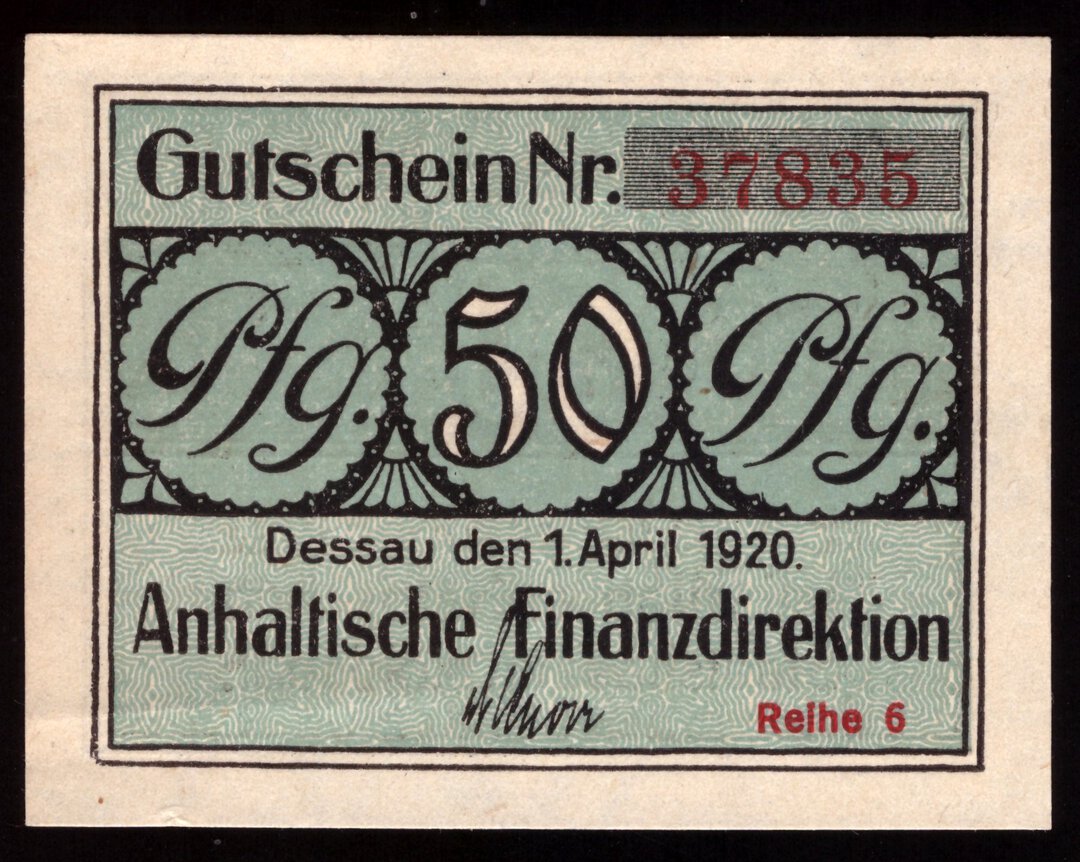 Gutschein Nr. 37835
Pfg. 50 Pfg.
Dessau den 1. April 1920.
Anhaltische Finanzdirektion
Reihe 6